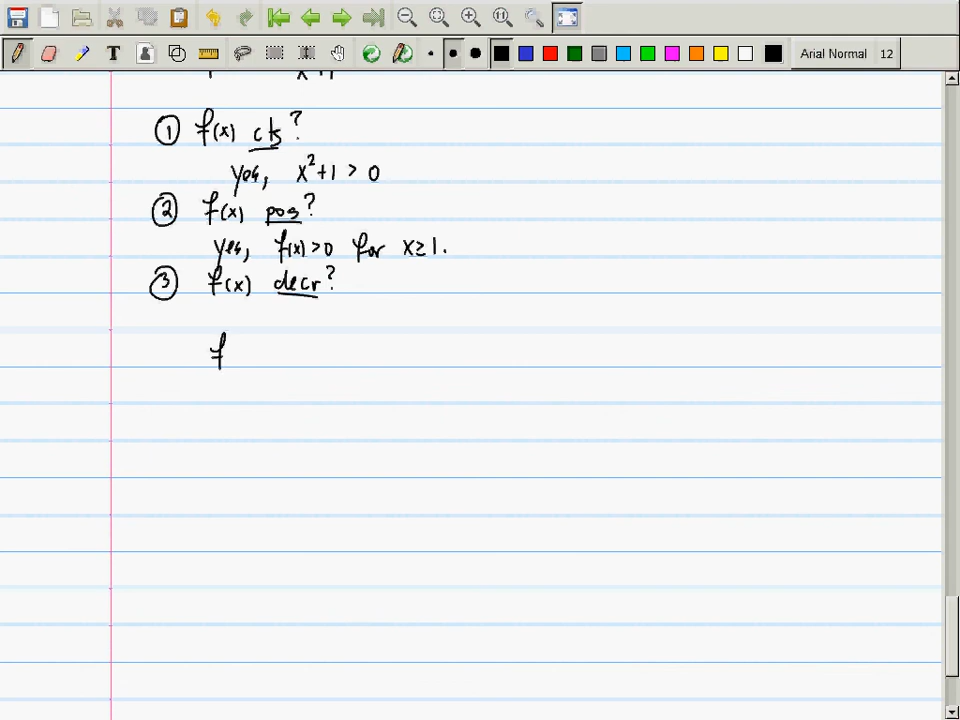 T
Arial Normal 12
① f(x) cts?
yes, x²+1 > 0
② f(x) pos?
yes, f(x)>0 for x≥1.
③ f(x) decr?
f